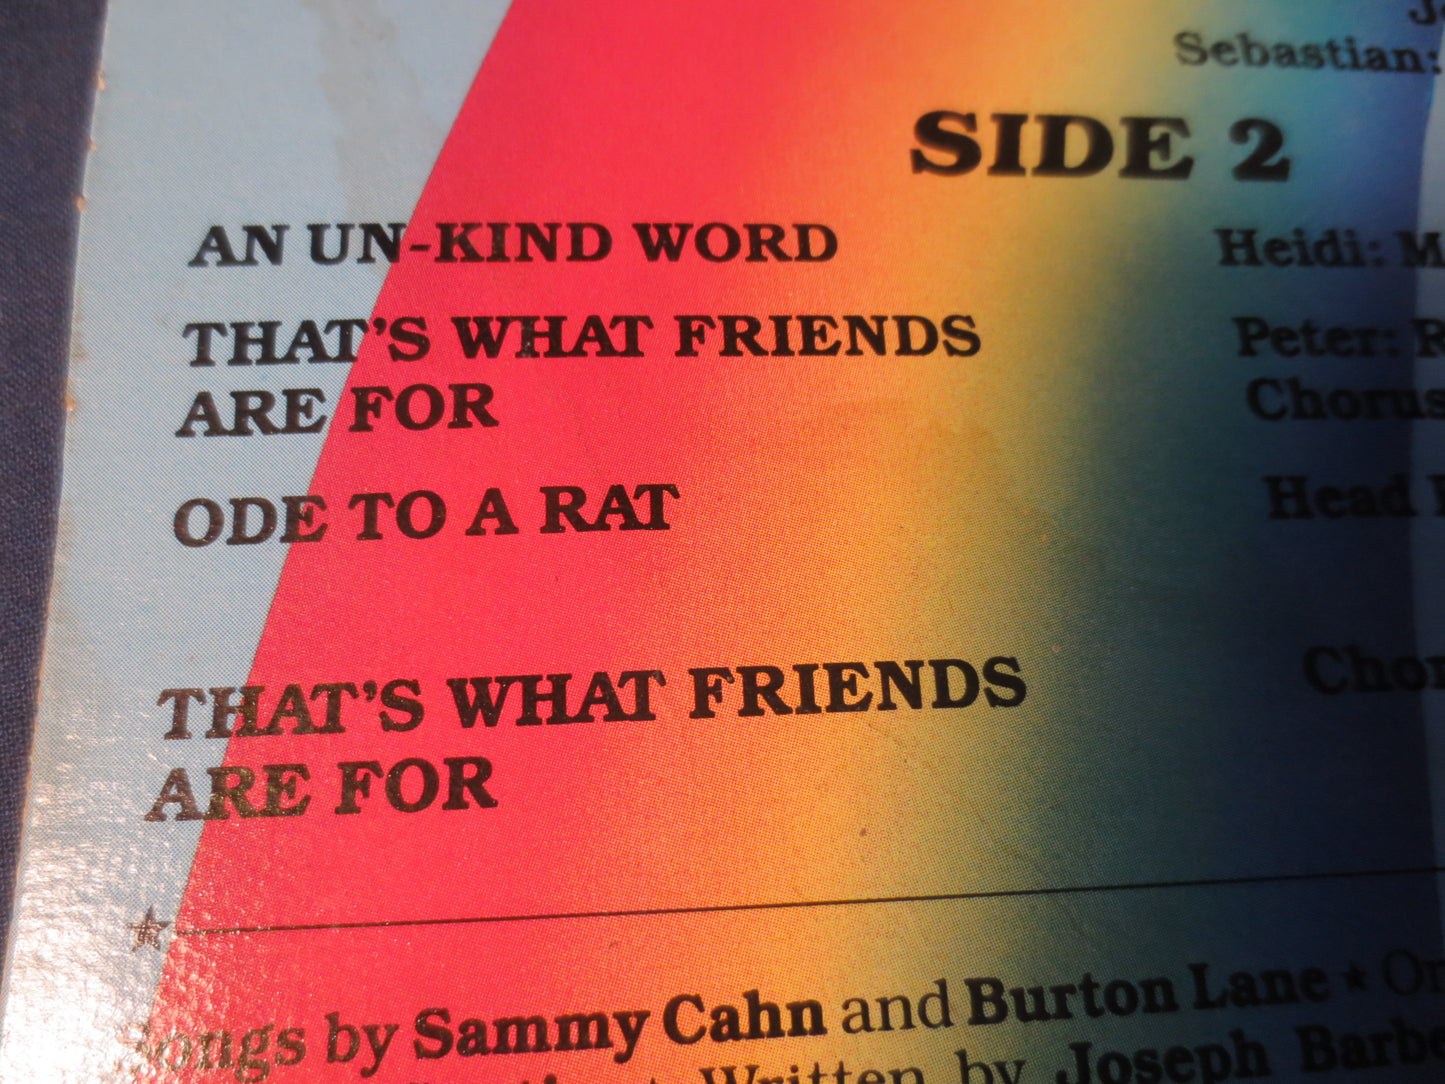 Sebastian:
SIDE 2
AN UN-KIND WORD Heidi:
THAT'S WHAT FRIENDS Peter:
ARE FOR Chorus
ODE TO A RAT Head
THAT'S WHAT FRIENDS
ARE FOR
Songs by Sammy Cahn and Burton Lane ★
Written by Joseph